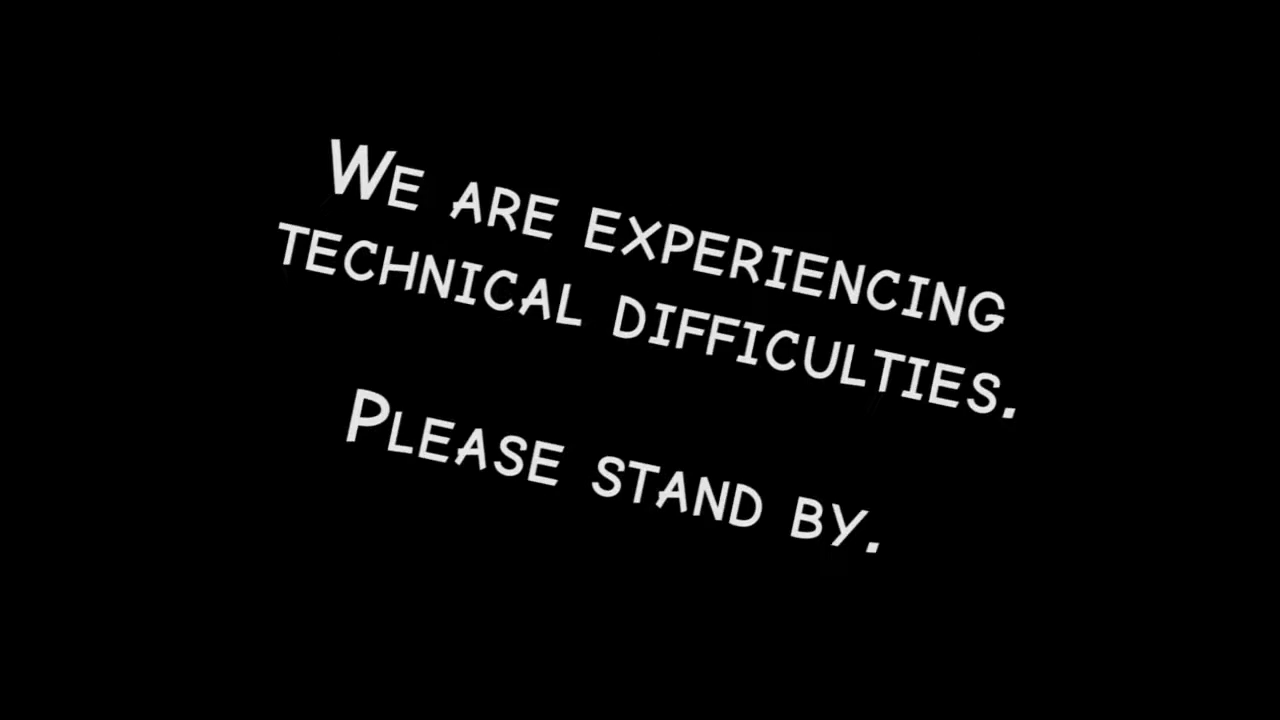 We are experiencing
technical difficulties.
Please stand by.